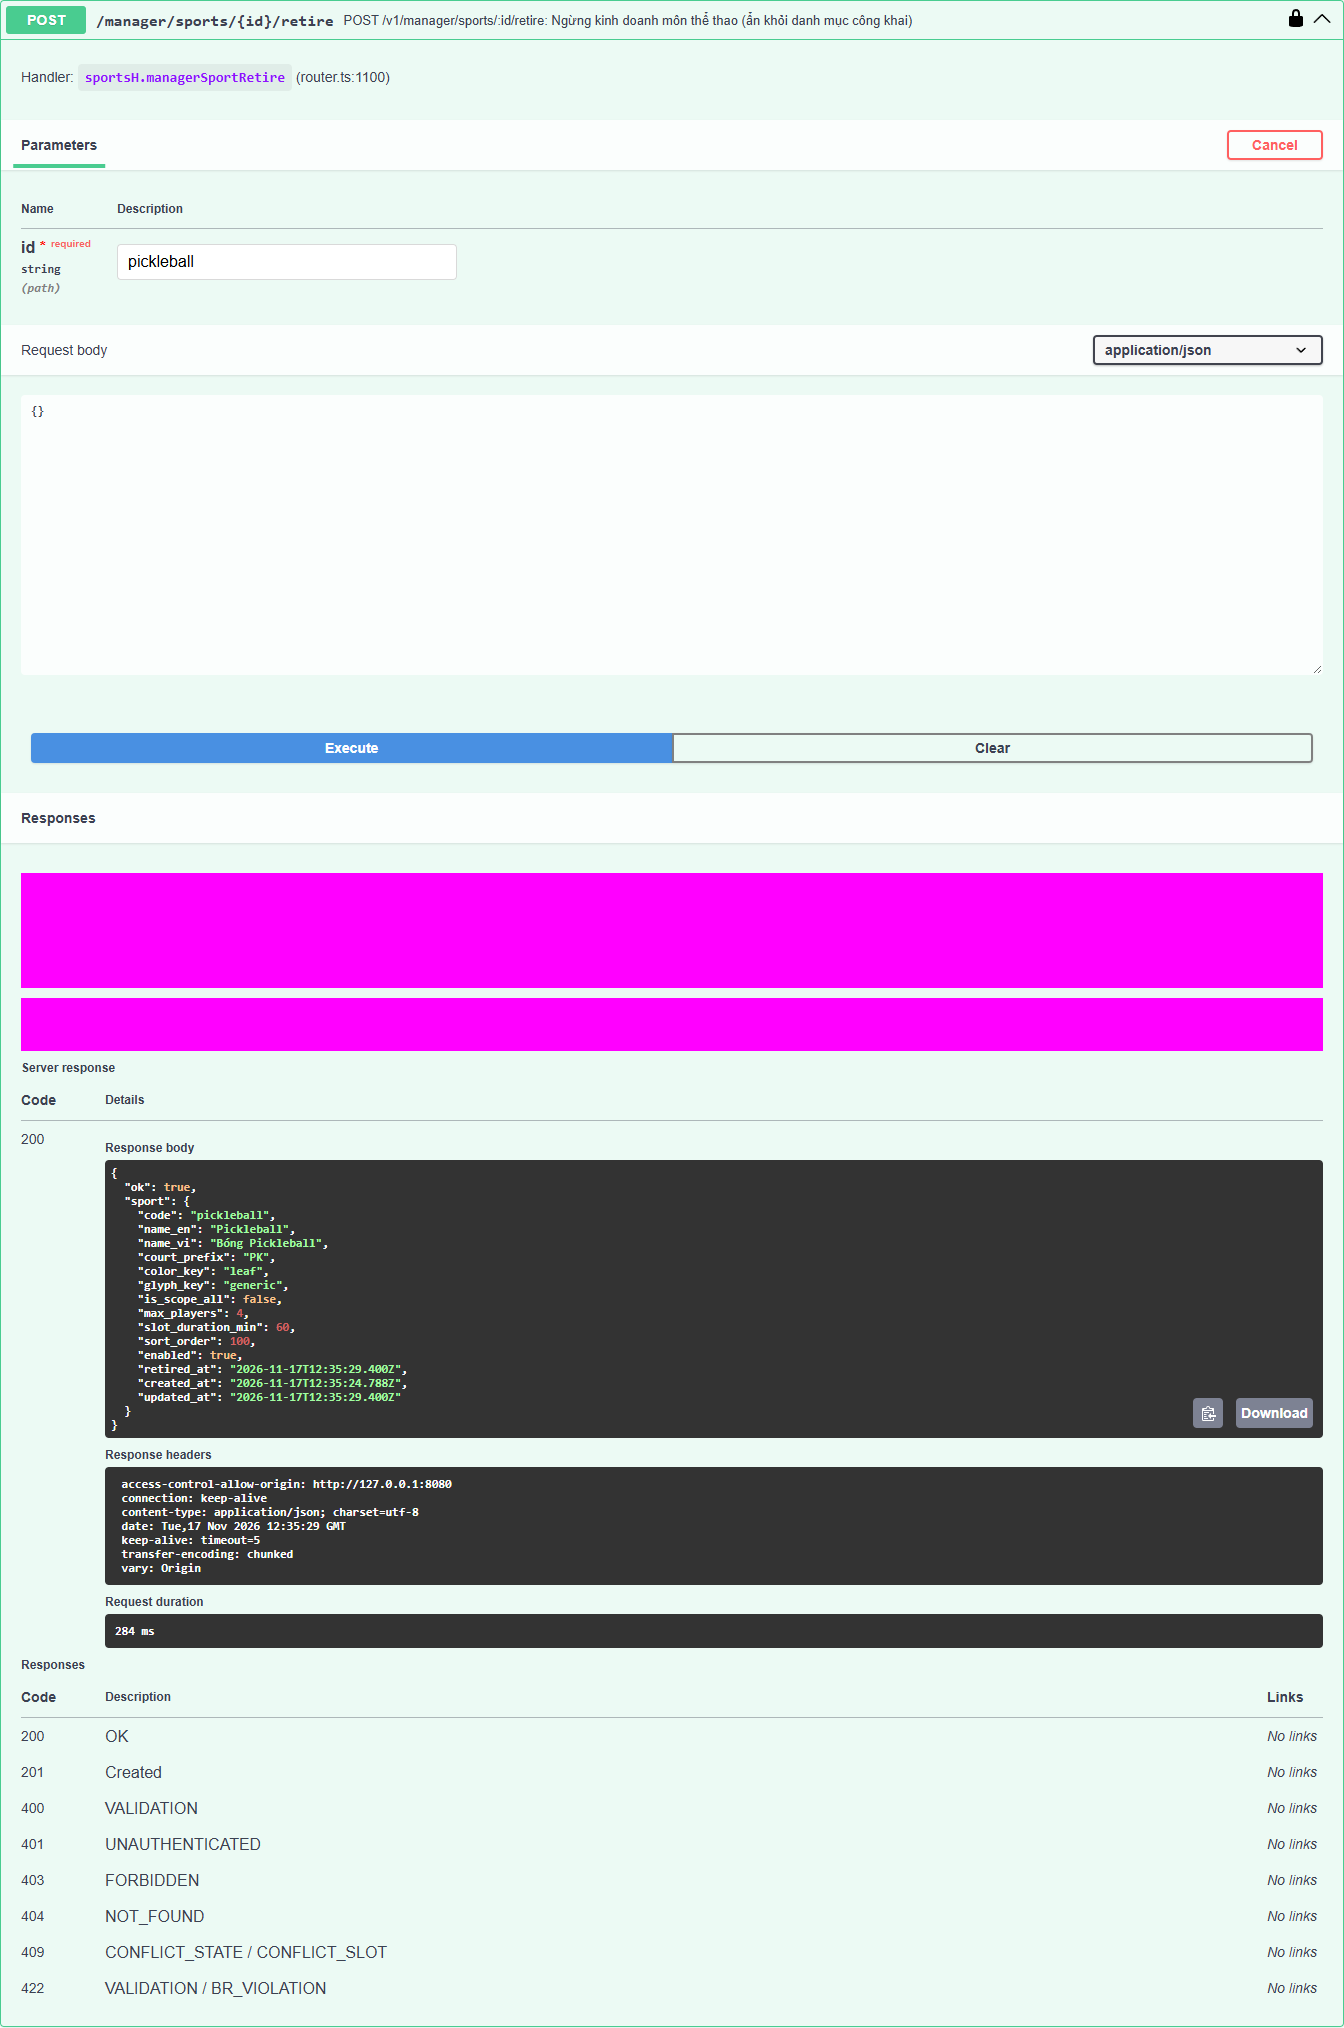 POST /manager/sports/{id}/retire POST /v1/manager/sports/:id/retire: Ngừng kinh doanh môn thể thao (ẩn khỏi danh mục công khai)
Handler: sportsH.managerSportRetire (router.ts:1100)
Parameters
Cancel
Name Description
id * required
string
(path)
pickleball
Request body
application/json
{}
Execute
Clear
Responses
Server response
Code Details
200
Response body
{
  "ok": true,
  "sport": {
    "code": "pickleball",
    "name_en": "Pickleball",
    "name_vi": "Bóng Pickleball",
    "court_prefix": "PK",
    "color_key": "leaf",
    "glyph_key": "generic",
    "is_scope_all": false,
    "max_players": 4,
    "slot_duration_min": 60,
    "sort_order": 100,
    "enabled": true,
    "retired_at": "2026-11-17T12:35:29.400Z",
    "created_at": "2026-11-17T12:35:24.788Z",
    "updated_at": "2026-11-17T12:35:29.400Z"
  }
}
Download
Response headers
access-control-allow-origin: http://127.0.0.1:8080
connection: keep-alive
content-type: application/json; charset=utf-8
date: Tue,17 Nov 2026 12:35:29 GMT
keep-alive: timeout=5
transfer-encoding: chunked
vary: Origin
Request duration
284 ms
Responses
Code Description Links
200 OK No links
201 Created No links
400 VALIDATION No links
401 UNAUTHENTICATED No links
403 FORBIDDEN No links
404 NOT_FOUND No links
409 CONFLICT_STATE / CONFLICT_SLOT No links
422 VALIDATION / BR_VIOLATION No links